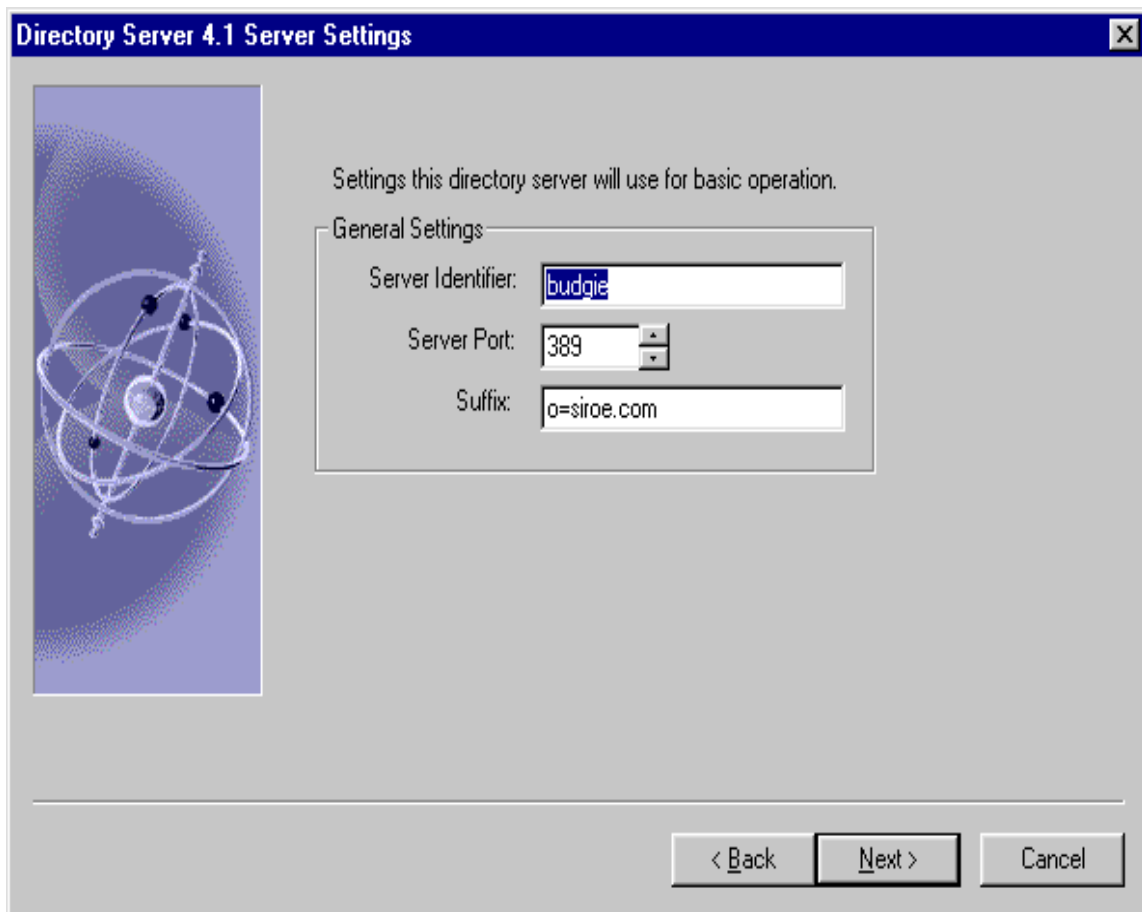 Directory Server 4.1 Server Settings
Settings this directory server will use for basic operation.
General Settings
Server Identifier: budgie
Server Port: 389
Suffix: o=siroe.com
< Back Next > Cancel